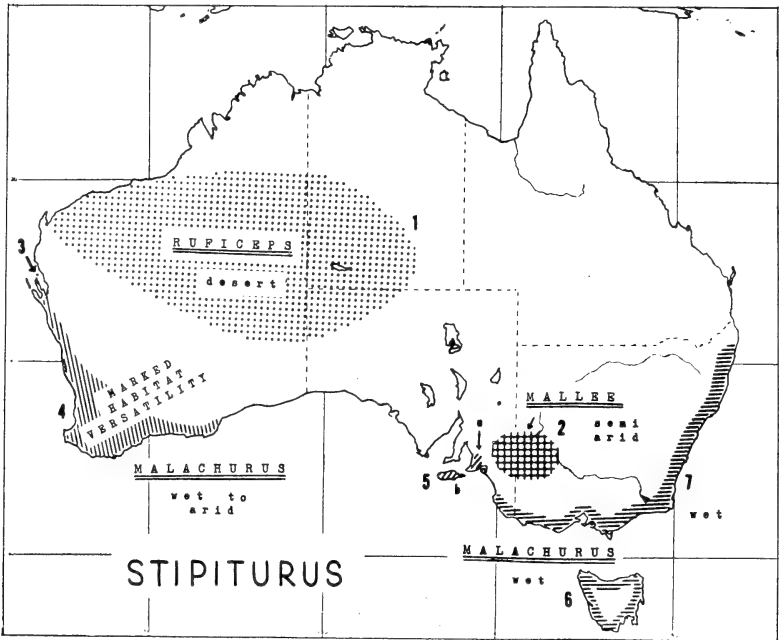 1
RUFICEPS
desert
3
MARKED
HABITAT
VERSATILITY
4
MALLEE
semi
arid
2
a
5
b
7
wet
MALACHURUS
wet to
arid
MALACHURUS
wet
STIPITURUS
6